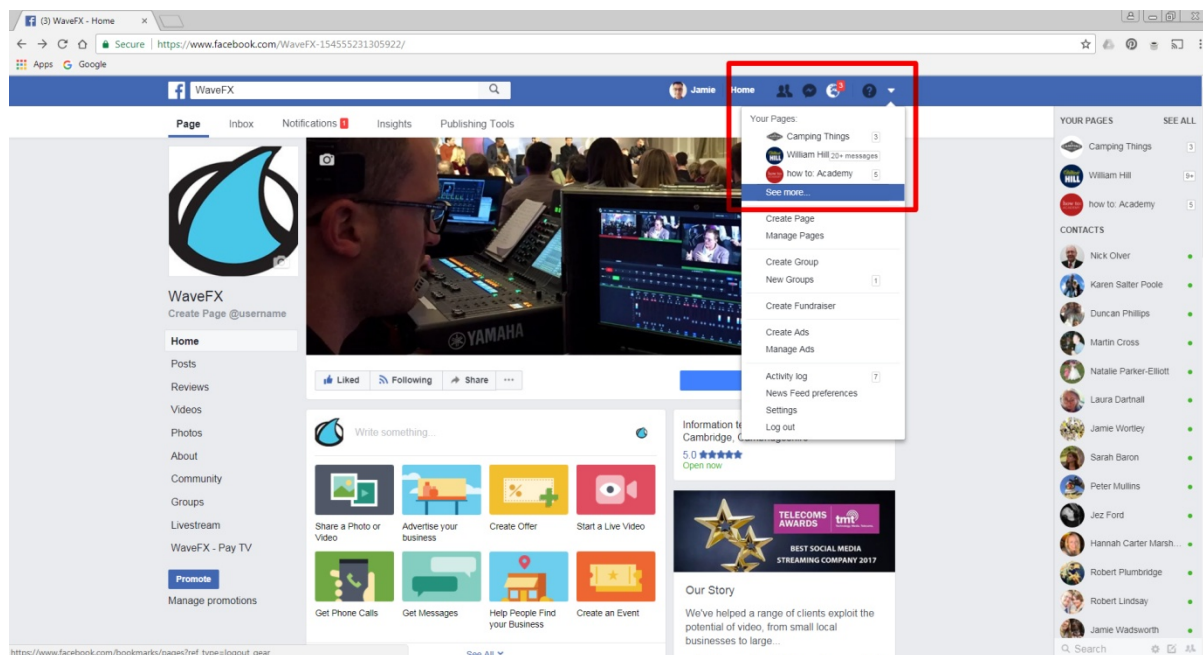 (3) WaveFX - Home
Secure
https://www.facebook.com/WaveFX-154555231305922/
Apps
Google
WaveFX
Jamie
Home
3
Page
Inbox
Notifications 1
Insights
Publishing Tools
WaveFX
Create Page @username
Home
Posts
Reviews
Videos
Photos
About
Community
Groups
Livestream
WaveFX - Pay TV
Promote
Manage promotions
YAMAHA
Liked
Following
Share
Write something...
Share a Photo or
Video
Advertise your
business
Create Offer
Start a Live Video
Get Phone Calls
Get Messages
Help People Find
your Business
Create an Event
See All
Your Pages:
Camping Things 3
HILL
William Hill 20+ messages
how to: Academy 5
See more...
Create Page
Manage Pages
Create Group
New Groups 1
Create Fundraiser
Create Ads
Manage Ads
Activity log 7
News Feed preferences
Settings
Log out
Information
Cambridge,
5.0
Open now
TELECOMS
AWARDS
tmt
BEST SOCIAL MEDIA
STREAMING COMPANY 2017
Our Story
We've helped a range of clients exploit the
potential of video, from small local
businesses to large...
YOUR PAGES
SEE ALL
Camping Things 3
HILL
William Hill 9+
how to: Academy 5
CONTACTS
Nick Olver
Karen Salter Poole
Duncan Phillips
Martin Cross
Natalie Parker-Elliott
Laura Dartnall
Jamie Wortley
Sarah Baron
Peter Mullins
Jez Ford
Hannah Carter Marsh...
Robert Plumbridge
Robert Lindsay
Jamie Wadsworth
Search
https://www.facebook.com/bookmarks/pages?ref_type=logout_gear